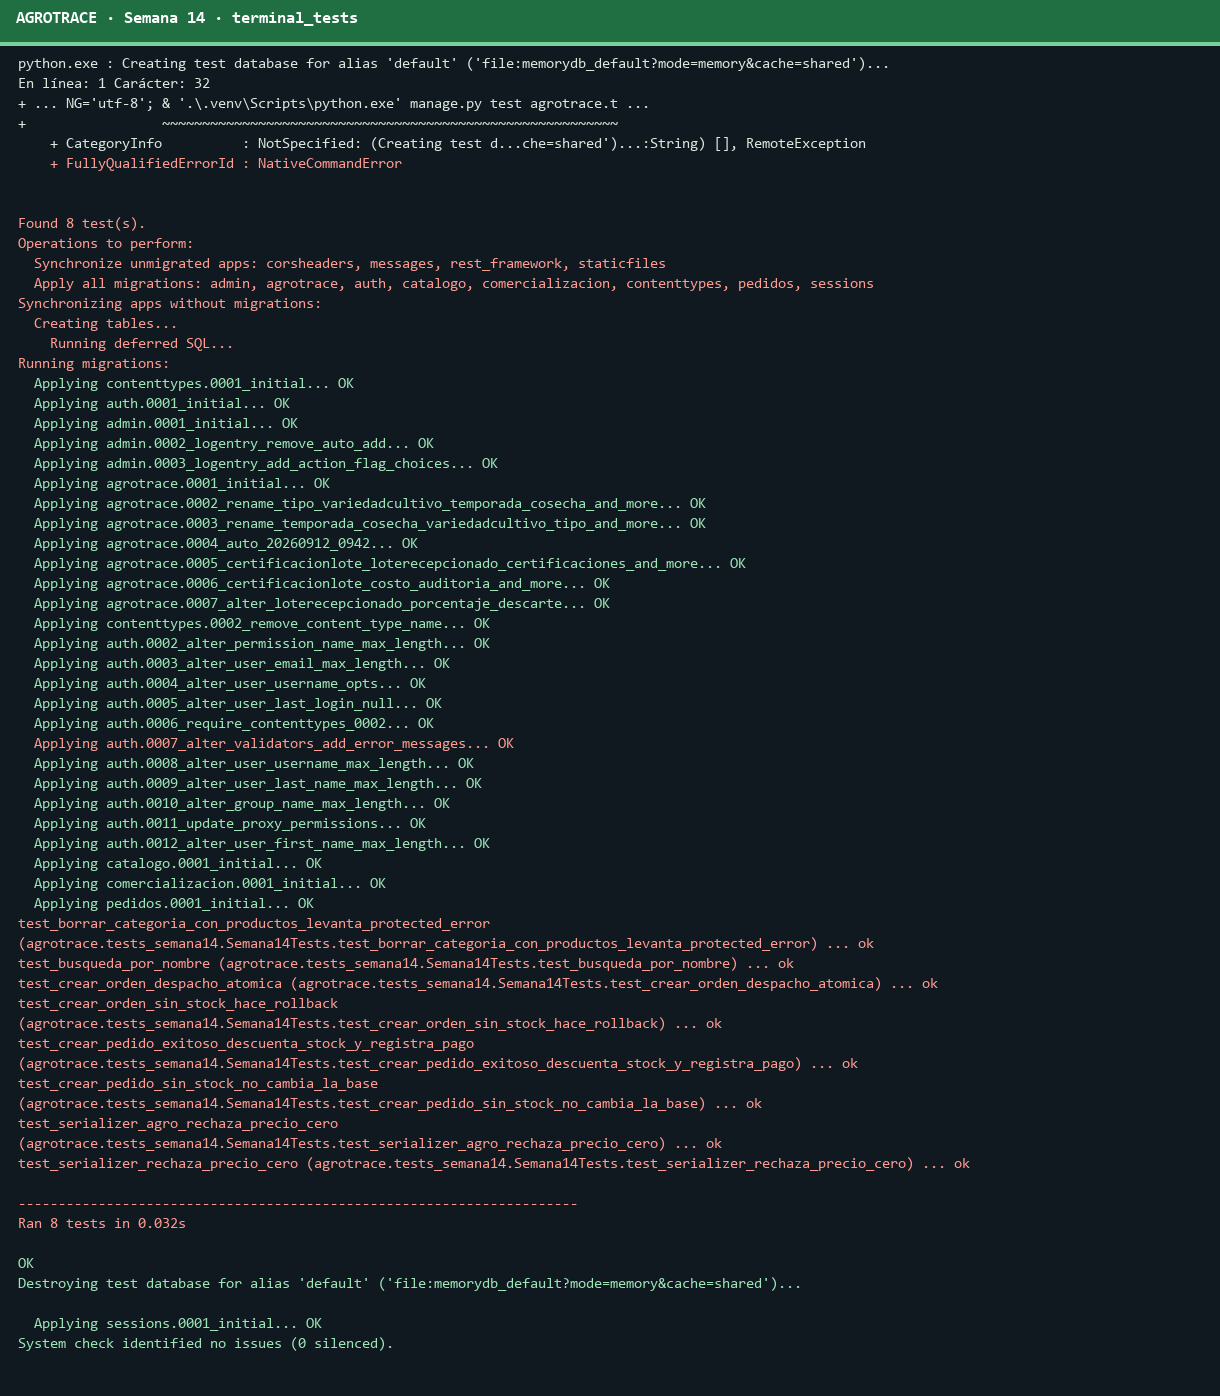 AGROTRACE · Semana 14 · terminal_tests
python.exe : Creating test database for alias 'default' ('file:memorydb_default?mode=memory&cache=shared')...
En línea: 1 Carácter: 32
+ ... NG='utf-8'; & '.\.venv\Scripts\python.exe' manage.py test agrotrace.t ...
+                 ~~~~~~~~~~~~~~~~~~~~~~~~~~~~~~~~~~~~~~~~~~~~~~~~~~~~~~~~~
    + CategoryInfo          : NotSpecified: (Creating test d...che=shared')...:String) [], RemoteException
    + FullyQualifiedErrorId : NativeCommandError
Found 8 test(s).
Operations to perform:
  Synchronize unmigrated apps: corsheaders, messages, rest_framework, staticfiles
  Apply all migrations: admin, agrotrace, auth, catalogo, comercializacion, contenttypes, pedidos, sessions
Synchronizing apps without migrations:
  Creating tables...
    Running deferred SQL...
Running migrations:
  Applying contenttypes.0001_initial... OK
  Applying auth.0001_initial... OK
  Applying admin.0001_initial... OK
  Applying admin.0002_logentry_remove_auto_add... OK
  Applying admin.0003_logentry_add_action_flag_choices... OK
  Applying agrotrace.0001_initial... OK
  Applying agrotrace.0002_rename_tipo_variedadcultivo_temporada_cosecha_and_more... OK
  Applying agrotrace.0003_rename_temporada_cosecha_variedadcultivo_tipo_and_more... OK
  Applying agrotrace.0004_auto_20260912_0942... OK
  Applying agrotrace.0005_certificacionlote_loterecepcionado_certificaciones_and_more... OK
  Applying agrotrace.0006_certificacionlote_costo_auditoria_and_more... OK
  Applying agrotrace.0007_alter_loterecepcionado_porcentaje_descarte... OK
  Applying contenttypes.0002_remove_content_type_name... OK
  Applying auth.0002_alter_permission_name_max_length... OK
  Applying auth.0003_alter_user_email_max_length... OK
  Applying auth.0004_alter_user_username_opts... OK
  Applying auth.0005_alter_user_last_login_null... OK
  Applying auth.0006_require_contenttypes_0002... OK
  Applying auth.0007_alter_validators_add_error_messages... OK
  Applying auth.0008_alter_user_username_max_length... OK
  Applying auth.0009_alter_user_last_name_max_length... OK
  Applying auth.0010_alter_group_name_max_length... OK
  Applying auth.0011_update_proxy_permissions... OK
  Applying auth.0012_alter_user_first_name_max_length... OK
  Applying catalogo.0001_initial... OK
  Applying comercializacion.0001_initial... OK
  Applying pedidos.0001_initial... OK
test_borrar_categoria_con_productos_levanta_protected_error
(agrotrace.tests_semana14.Semana14Tests.test_borrar_categoria_con_productos_levanta_protected_error) ... ok
test_busqueda_por_nombre (agrotrace.tests_semana14.Semana14Tests.test_busqueda_por_nombre) ... ok
test_crear_orden_despacho_atomica (agrotrace.tests_semana14.Semana14Tests.test_crear_orden_despacho_atomica) ... ok
test_crear_orden_sin_stock_hace_rollback
(agrotrace.tests_semana14.Semana14Tests.test_crear_orden_sin_stock_hace_rollback) ... ok
test_crear_pedido_exitoso_descuenta_stock_y_registra_pago
(agrotrace.tests_semana14.Semana14Tests.test_crear_pedido_exitoso_descuenta_stock_y_registra_pago) ... ok
test_crear_pedido_sin_stock_no_cambia_la_base
(agrotrace.tests_semana14.Semana14Tests.test_crear_pedido_sin_stock_no_cambia_la_base) ... ok
test_serializer_agro_rechaza_precio_cero
(agrotrace.tests_semana14.Semana14Tests.test_serializer_agro_rechaza_precio_cero) ... ok
test_serializer_rechaza_precio_cero (agrotrace.tests_semana14.Semana14Tests.test_serializer_rechaza_precio_cero) ... ok
----------------------------------------------------------------------
Ran 8 tests in 0.032s
OK
Destroying test database for alias 'default' ('file:memorydb_default?mode=memory&cache=shared')...
  Applying sessions.0001_initial... OK
System check identified no issues (0 silenced).